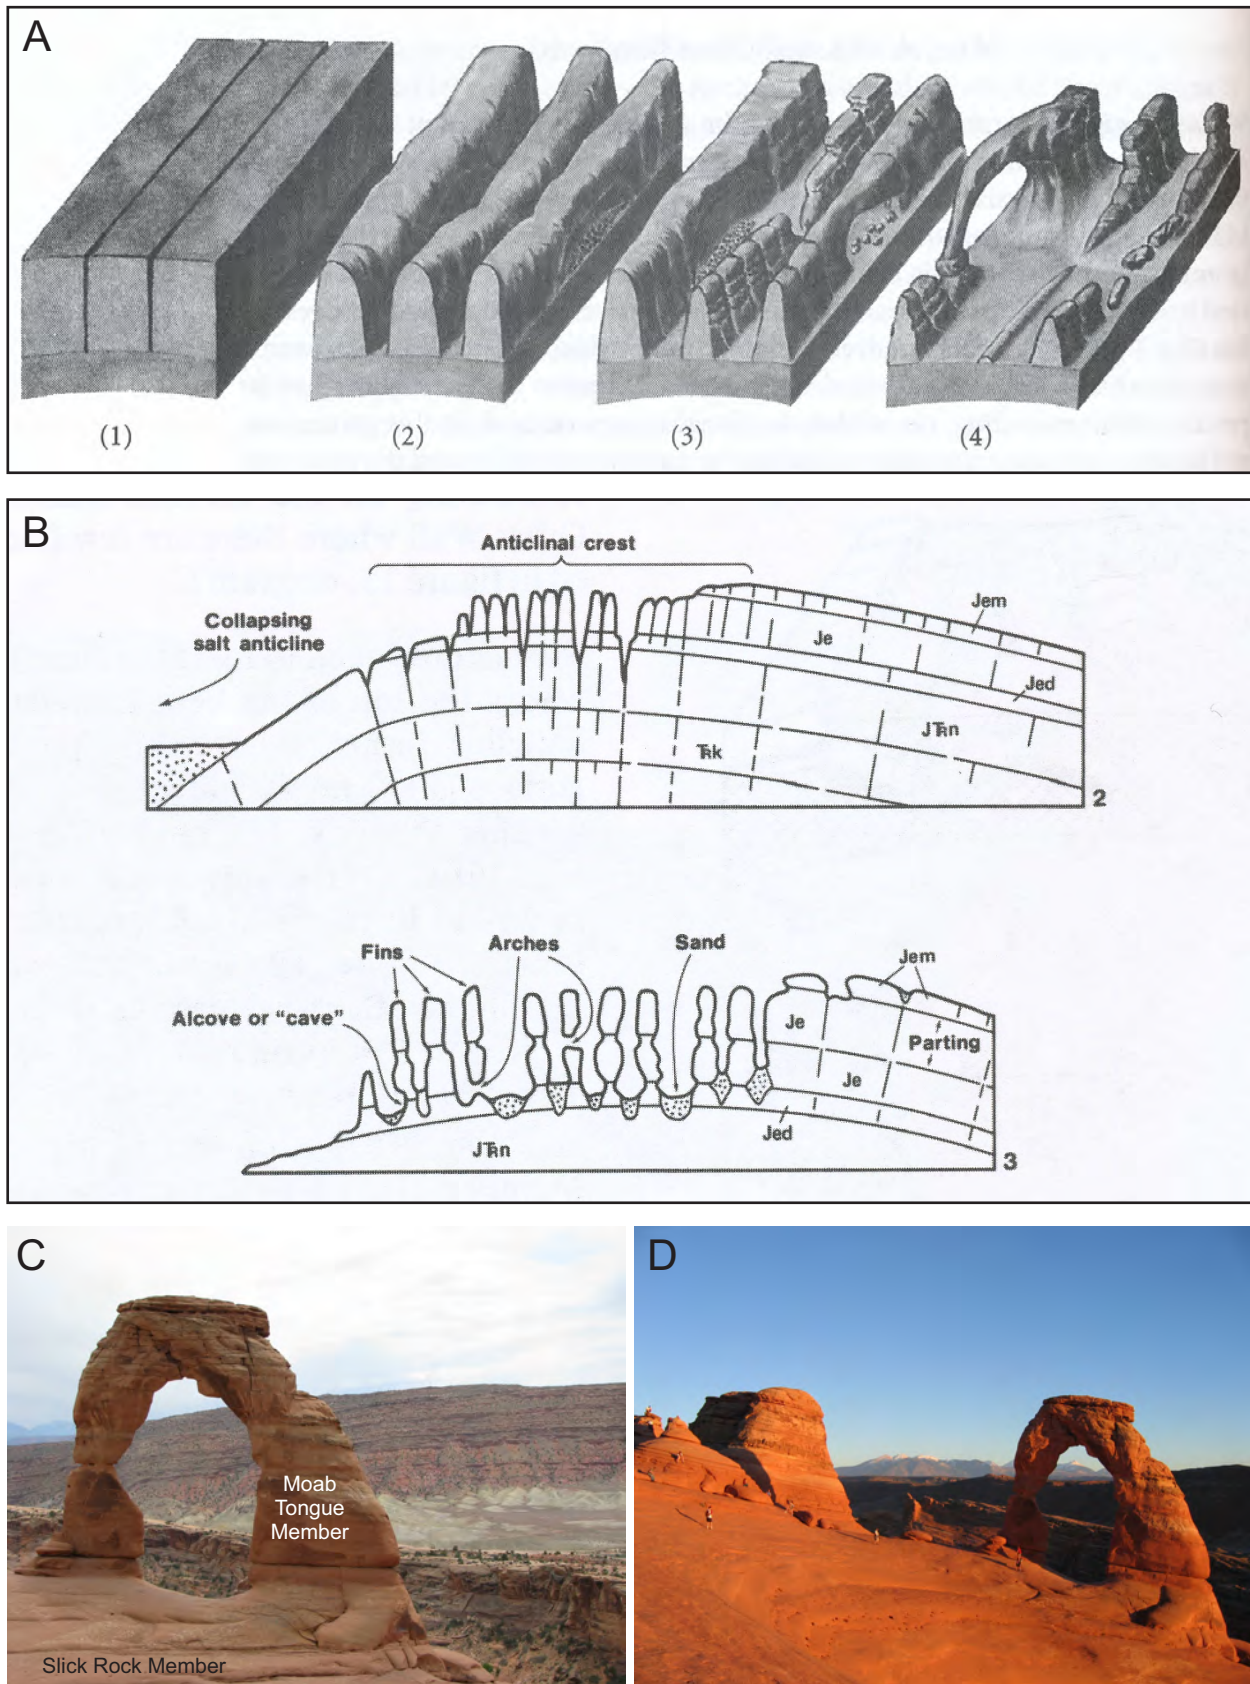 A
(1)
(2)
(3)
(4)
B
Anticlinal crest
Collapsing
salt anticline
Jem
Je
Jed
JTRn
TRk
2
Fins
Arches
Sand
Jem
Alcove or "cave"
Je
Parting
Je
Jed
JTRn
3
C
Moab
Tongue
Member
Slick Rock Member
D